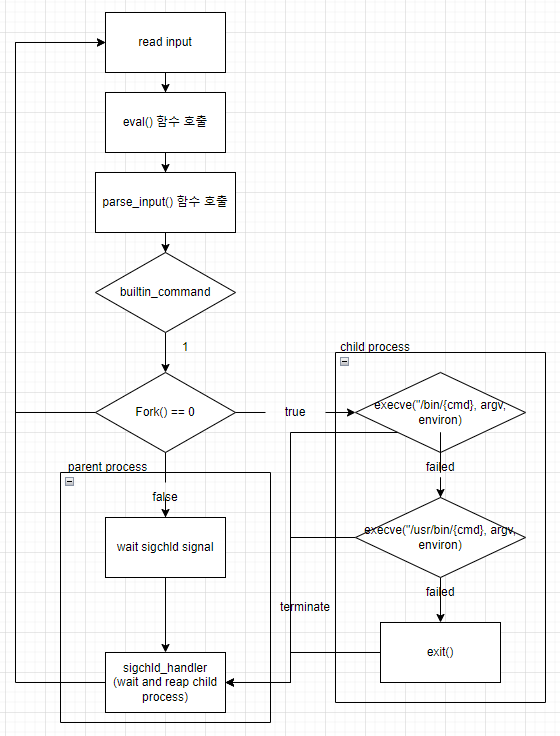 read input
eval() 함수 호출
parse_input() 함수 호출
builtin_command
1
child process
Fork() == 0
true
execve("/bin/{cmd}, argv,
environ)
failed
parent process
false
execve("/usr/bin/{cmd}, argv,
environ)
wait sigchld signal
failed
terminate
exit()
sigchld_handler
(wait and reap child
process)